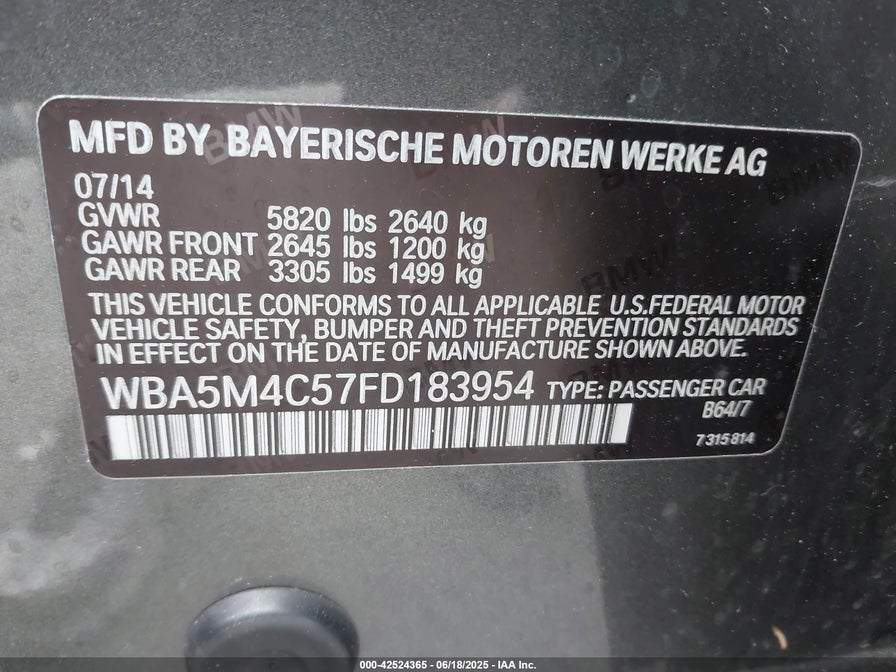 MFD BY BAYERISCHE MOTOREN WERKE AG
07/14
GVWR 5820 lbs 2640 kg
GAWR FRONT 2645 lbs 1200 kg
GAWR REAR 3305 lbs 1499 kg
THIS VEHICLE CONFORMS TO ALL APPLICABLE U.S.FEDERAL MOTOR
VEHICLE SAFETY, BUMPER AND THEFT PREVENTION STANDARDS
IN EFFECT ON THE DATE OF MANUFACTURE SHOWN ABOVE.
WBA5M4C57FD183954 TYPE: PASSENGER CAR
B64/7
7 315 814
000-42524365 - 06/18/2025 - IAA Inc.